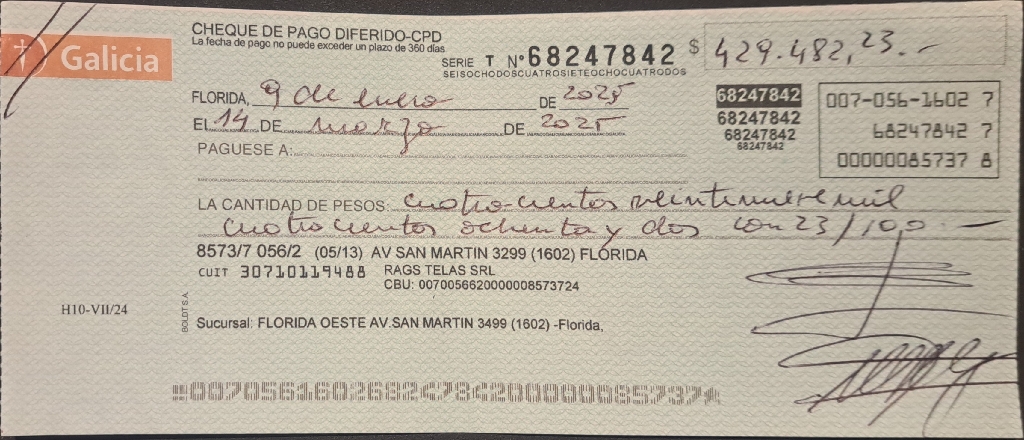 Galicia
CHEQUE DE PAGO DIFERIDO-CPD
La fecha de pago no puede exceder un plazo de 360 días
SERIE T N° 68247842 $ 429.482,23.-
SEISOCHODOSCUATROSIETEOCHOCUATRODOS
FLORIDA, 9 de enero DE 2025
EL 14 DE marzo DE 2025
PAGUESE A:
68247842
68247842
68247842
68247842
007-056-1602 7
68247842 7
00000085737 8
LA CANTIDAD DE PESOS: cuatrocientos veintinueve mil
cuatrocientos ochenta y dos con 23/100
8573/7 056/2 (05/13) AV SAN MARTIN 3299 (1602) FLORIDA
CUIT 30710119488 RAGS TELAS SRL
CBU: 0070056620000008573724
H10-VII/24
BOLDT S.A.
Sucursal: FLORIDA OESTE AV.SAN MARTIN 3499 (1602) -Florida,
00705616026824784200000085737